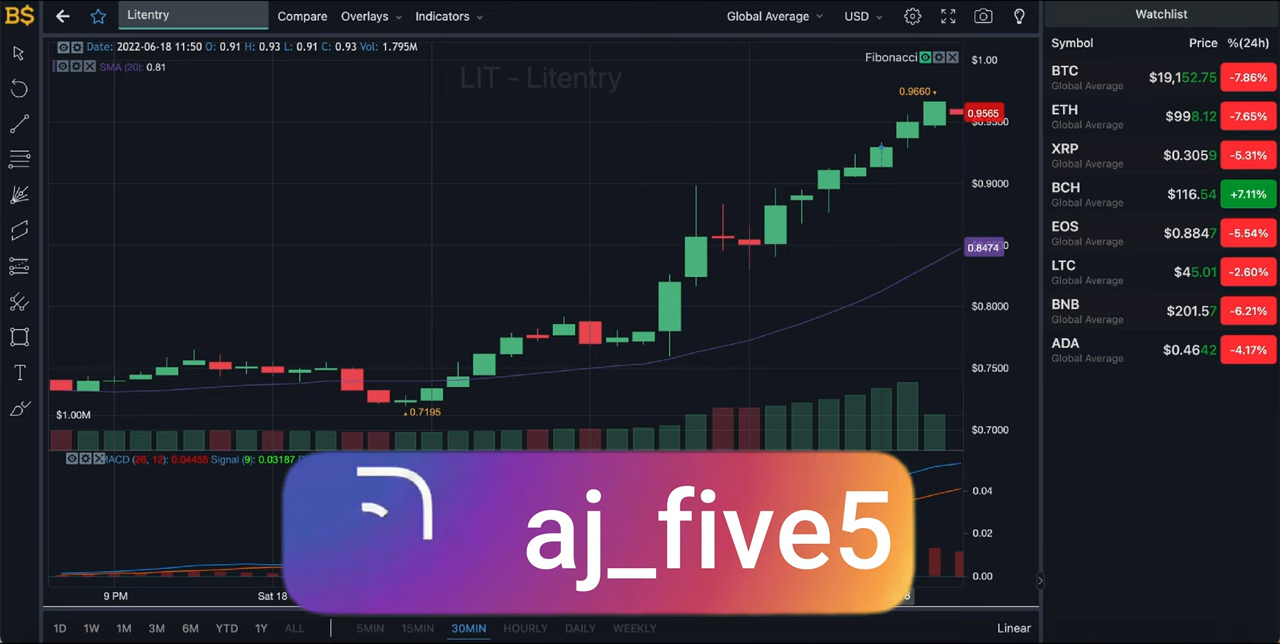 B$
Litentry
Compare
Overlays
Indicators
Global Average
USD
Watchlist
Date: 2022-06-18 11:50 O: 0.91 H: 0.93 L: 0.91 C: 0.93 Vol: 1.795M
SMA (20): 0.81
LIT - Litentry
Fibonacci
$1.00
0.9660
0.9565
$0.9500
$0.9000
0.8474
$0.8000
$0.7500
0.7195
$1.00M
$0.7000
MACD (26, 12): 0.04455 Signal (9): 0.03187
0.04
0.02
0.00
aj_five5
9 PM
Sat 18
1D 1W 1M 3M 6M YTD 1Y ALL
5MIN 15MIN 30MIN HOURLY DAILY WEEKLY
Linear
Symbol Price %(24h)
BTC $19,152.75 -7.86%
Global Average
ETH $998.12 -7.65%
Global Average
XRP $0.3059 -5.31%
Global Average
BCH $116.54 +7.11%
Global Average
EOS $0.8847 -5.54%
Global Average
LTC $45.01 -2.60%
Global Average
BNB $201.57 -6.21%
Global Average
ADA $0.4642 -4.17%
Global Average